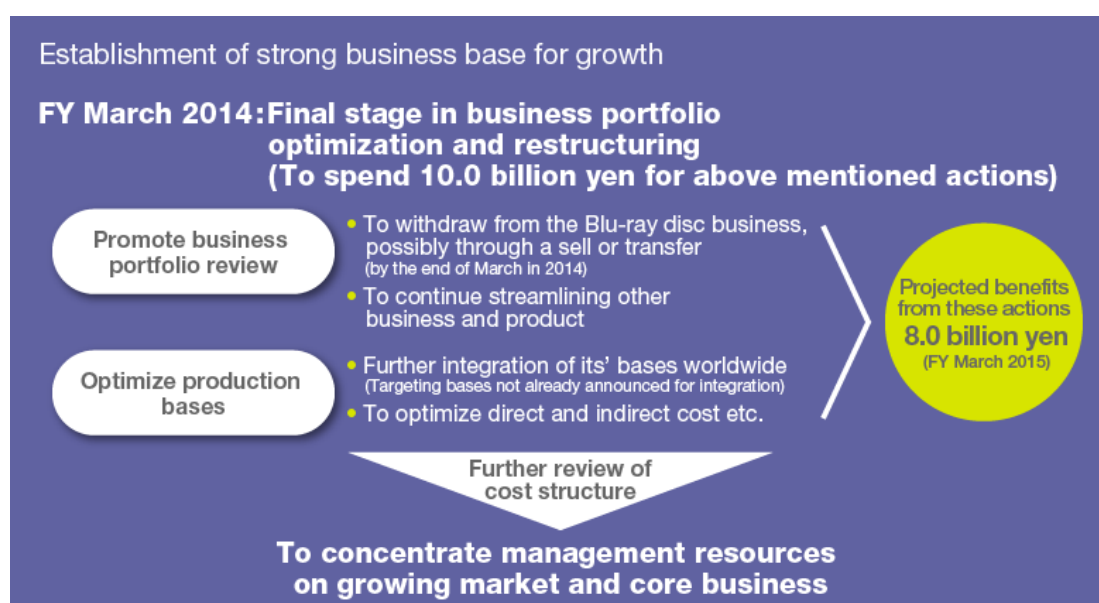 Establishment of strong business base for growth
FY March 2014:Final stage in business portfolio
optimization and restructuring
(To spend 10.0 billion yen for above mentioned actions)
Promote business
portfolio review
• To withdraw from the Blu-ray disc business,
possibly through a sell or transfer
(by the end of March in 2014)
• To continue streamlining other
business and product
Optimize production
bases
• Further integration of its' bases worldwide
(Targeting bases not already announced for integration)
• To optimize direct and indirect cost etc.
Projected benefits
from these actions
8.0 billion yen
(FY March 2015)
Further review of
cost structure
To concentrate management resources
on growing market and core business